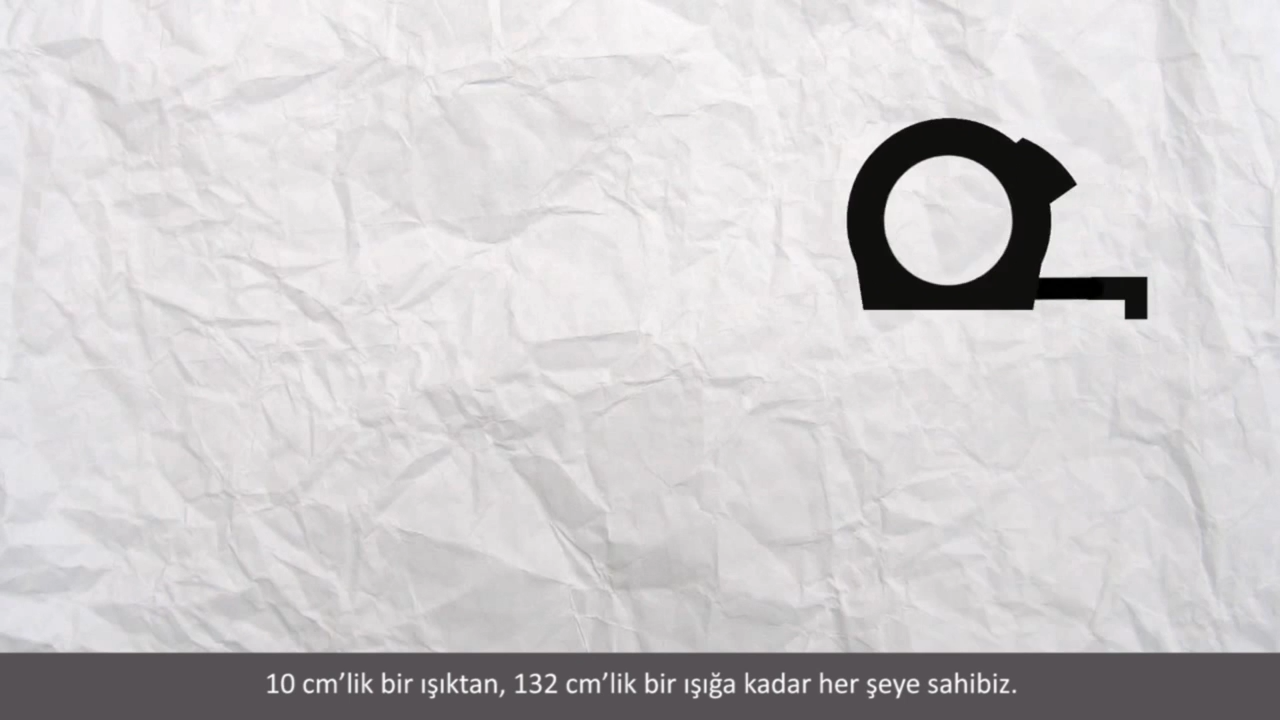 10 cm’lik bir ışıktan, 132 cm’lik bir ışığa kadar her şeye sahibiz.